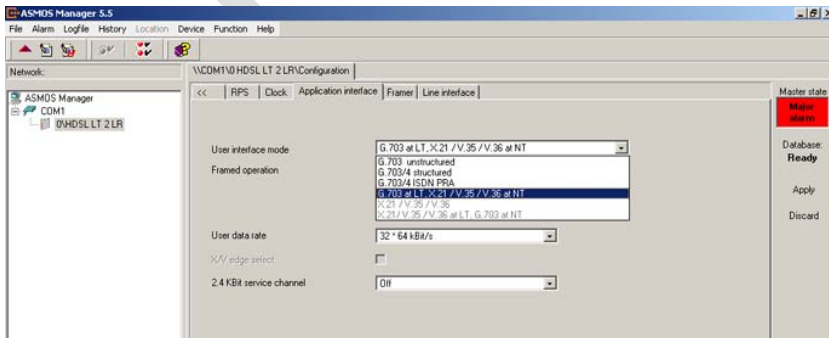 ASMOS Manager 5.5
File Alarm Logfile History Location Device Function Help
Network:
\\COM1\0 HDSL LT 2 LR\Configuration
ASMOS Manager
COM1
0\HDSL LT 2 LR
<< RPS Clock Application interface Framer Line interface
User interface mode
G.703 at LT, X.21 / V.35 / V.36 at NT
Framed operation
G.703 unstructured
G.703/4 structured
G.703/4 ISDN PRA
G.703 at LT, X.21 / V.35 / V.36 at NT
X.21 / V.35 / V.36
X.21/ V.35 / V.36 at LT, G.703 at NT
User data rate
32 * 64 kBit/s
X/V edge select
2.4 KBit service channel
Off
Master state
Major
alarm
Database:
Ready
Apply
Discard